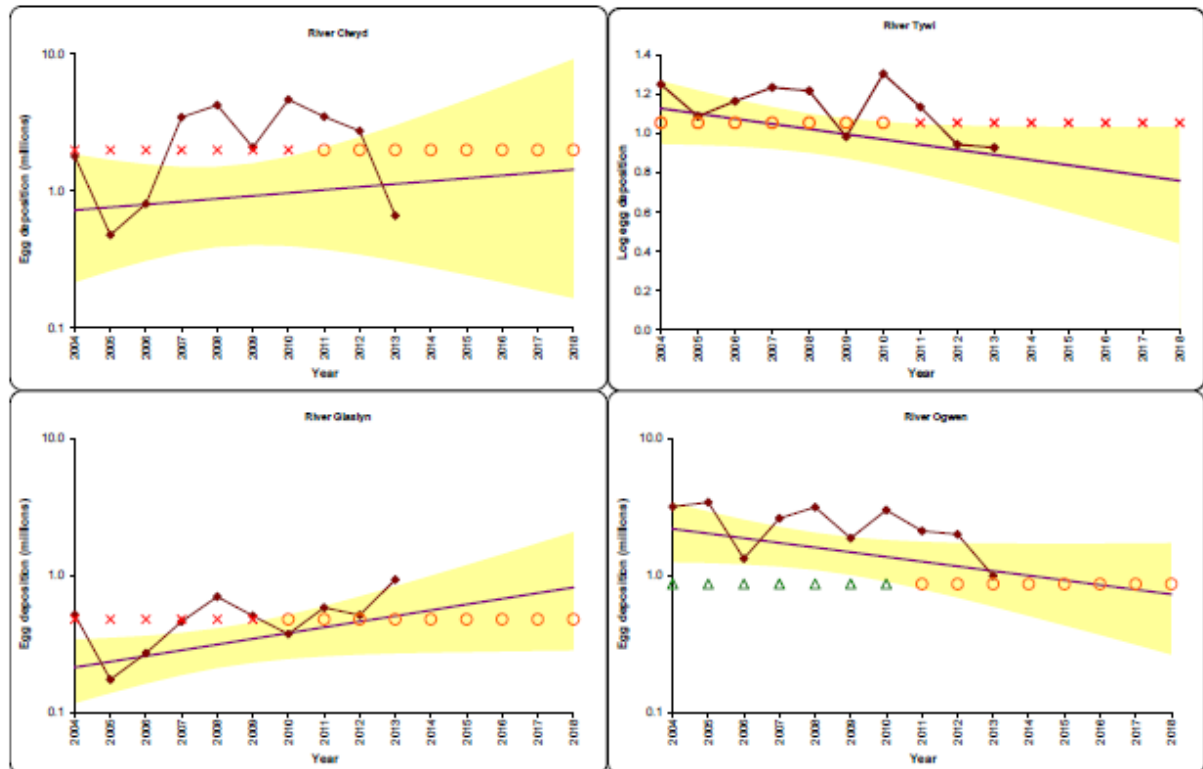 River Clwyd
10.0
1.0
0.1
Egg deposition (millions)
2004 2005 2006 2007 2008 2009 2010 2011 2012 2013 2014 2015 2016 2017 2018
Year
River Tywi
1.4
1.2
1.0
0.8
0.6
0.4
0.2
0.0
Log egg deposition
2004 2005 2006 2007 2008 2009 2010 2011 2012 2013 2014 2015 2016 2017 2018
Year
River Glaslyn
10.0
1.0
0.1
Egg deposition (millions)
2004 2005 2006 2007 2008 2009 2010 2011 2012 2013 2014 2015 2016 2017 2018
Year
River Ogwen
10.0
1.0
0.1
Egg deposition (millions)
2004 2005 2006 2007 2008 2009 2010 2011 2012 2013 2014 2015 2016 2017 2018
Year